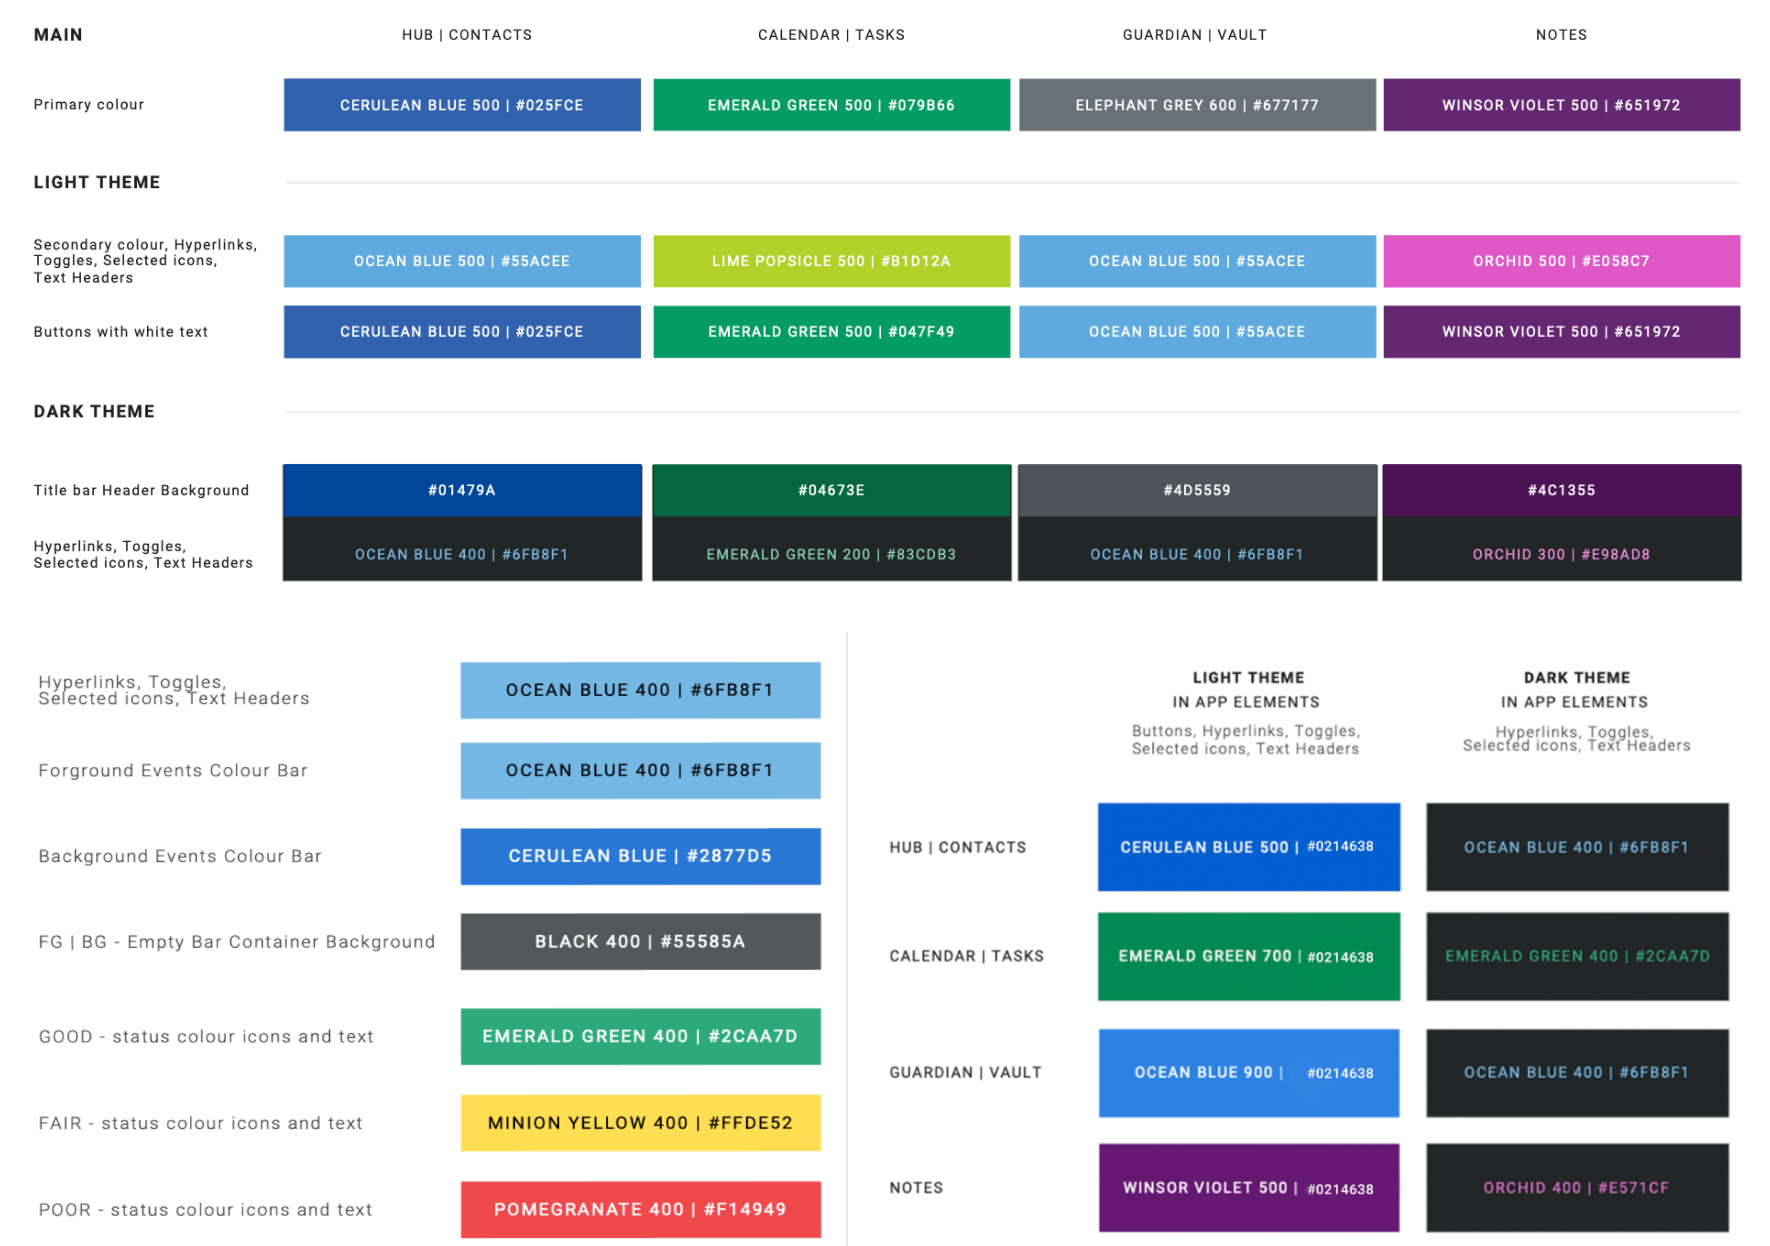 MAIN
HUB | CONTACTS
CALENDAR | TASKS
GUARDIAN | VAULT
NOTES
Primary colour
CERULEAN BLUE 500 | #025FCE
EMERALD GREEN 500 | #079B66
ELEPHANT GREY 600 | #677177
WINSOR VIOLET 500 | #651972
LIGHT THEME
Secondary colour, Hyperlinks,
Toggles, Selected icons,
Text Headers
OCEAN BLUE 500 | #55ACEE
LIME POPSICLE 500 | #B1D12A
OCEAN BLUE 500 | #55ACEE
ORCHID 500 | #E058C7
Buttons with white text
CERULEAN BLUE 500 | #025FCE
EMERALD GREEN 500 | #047F49
OCEAN BLUE 500 | #55ACEE
WINSOR VIOLET 500 | #651972
DARK THEME
Title bar Header Background
#01479A
#04673E
#4D5559
#4C1355
Hyperlinks, Toggles,
Selected icons, Text Headers
OCEAN BLUE 400 | #6FB8F1
EMERALD GREEN 200 | #83CDB3
OCEAN BLUE 400 | #6FB8F1
ORCHID 300 | #E98AD8
Hyperlinks, Toggles,
Selected icons, Text Headers
OCEAN BLUE 400 | #6FB8F1
Forground Events Colour Bar
OCEAN BLUE 400 | #6FB8F1
Background Events Colour Bar
CERULEAN BLUE | #2877D5
FG | BG - Empty Bar Container Background
BLACK 400 | #55585A
GOOD - status colour icons and text
EMERALD GREEN 400 | #2CAA7D
FAIR - status colour icons and text
MINION YELLOW 400 | #FFDE52
POOR - status colour icons and text
POMEGRANATE 400 | #F14949
LIGHT THEME
IN APP ELEMENTS
Buttons, Hyperlinks, Toggles,
Selected icons, Text Headers
DARK THEME
IN APP ELEMENTS
Hyperlinks, Toggles,
Selected icons, Text Headers
HUB | CONTACTS
CERULEAN BLUE 500 | #0214638
OCEAN BLUE 400 | #6FB8F1
CALENDAR | TASKS
EMERALD GREEN 700 | #0214638
EMERALD GREEN 400 | #2CAA7D
GUARDIAN | VAULT
OCEAN BLUE 900 | #0214638
OCEAN BLUE 400 | #6FB8F1
NOTES
WINSOR VIOLET 500 | #0214638
ORCHID 400 | #E571CF